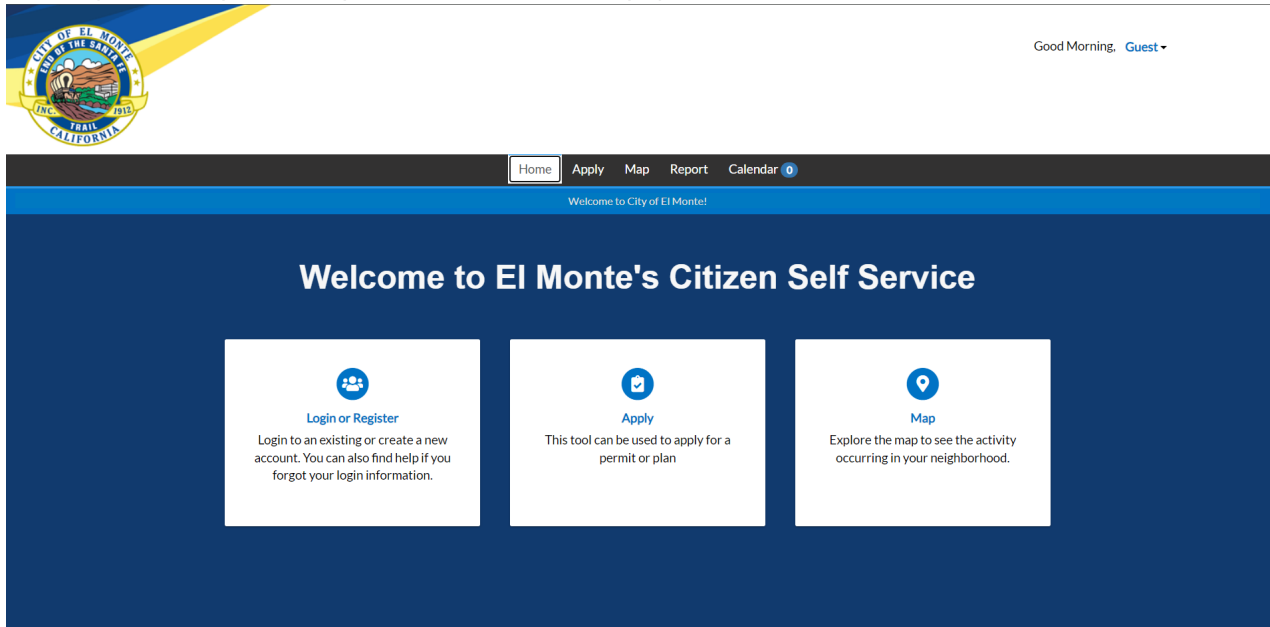 CITY OF EL MONTE
END OF THE SANTA FE
TRAIL
INC. 1912
CALIFORNIA
Good Morning, Guest
Home Apply Map Report Calendar 0
Welcome to City of El Monte!
Welcome to El Monte's Citizen Self Service
Login or Register
Login to an existing or create a new
account. You can also find help if you
forgot your login information.
Apply
This tool can be used to apply for a
permit or plan
Map
Explore the map to see the activity
occurring in your neighborhood.